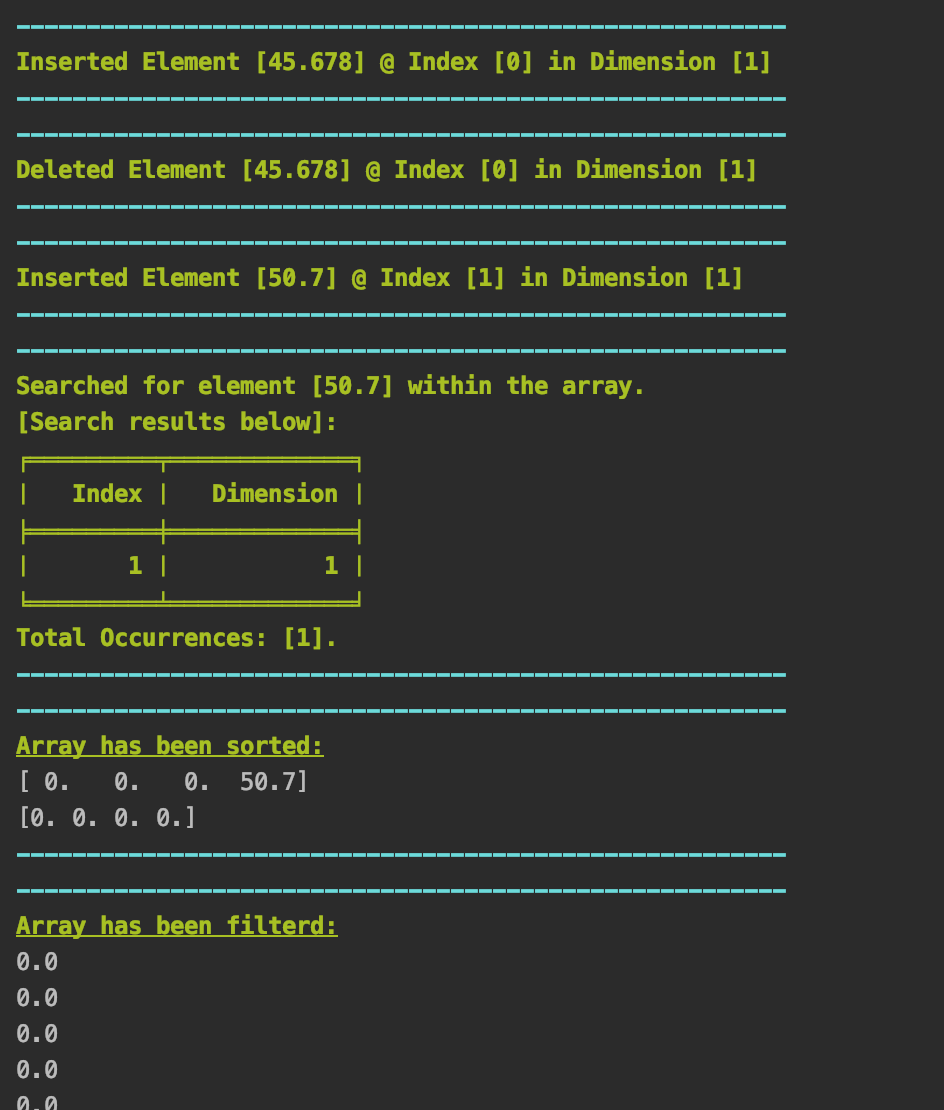 -------------------------------------------------------
Inserted Element [45.678] @ Index [0] in Dimension [1]
-------------------------------------------------------
-------------------------------------------------------
Deleted Element [45.678] @ Index [0] in Dimension [1]
-------------------------------------------------------
-------------------------------------------------------
Inserted Element [50.7] @ Index [1] in Dimension [1]
-------------------------------------------------------
-------------------------------------------------------
Searched for element [50.7] within the array.
[Search results below]:
╒═════════╤═════════════╕
|   Index |   Dimension |
╞═════════╪═════════════╡
|       1 |           1 |
╘═════════╧═════════════╛
Total Occurrences: [1].
-------------------------------------------------------
-------------------------------------------------------
Array has been sorted:
[ 0.   0.   0.  50.7]
[0. 0. 0. 0.]
-------------------------------------------------------
-------------------------------------------------------
Array has been filterd:
0.0
0.0
0.0
0.0
0.0